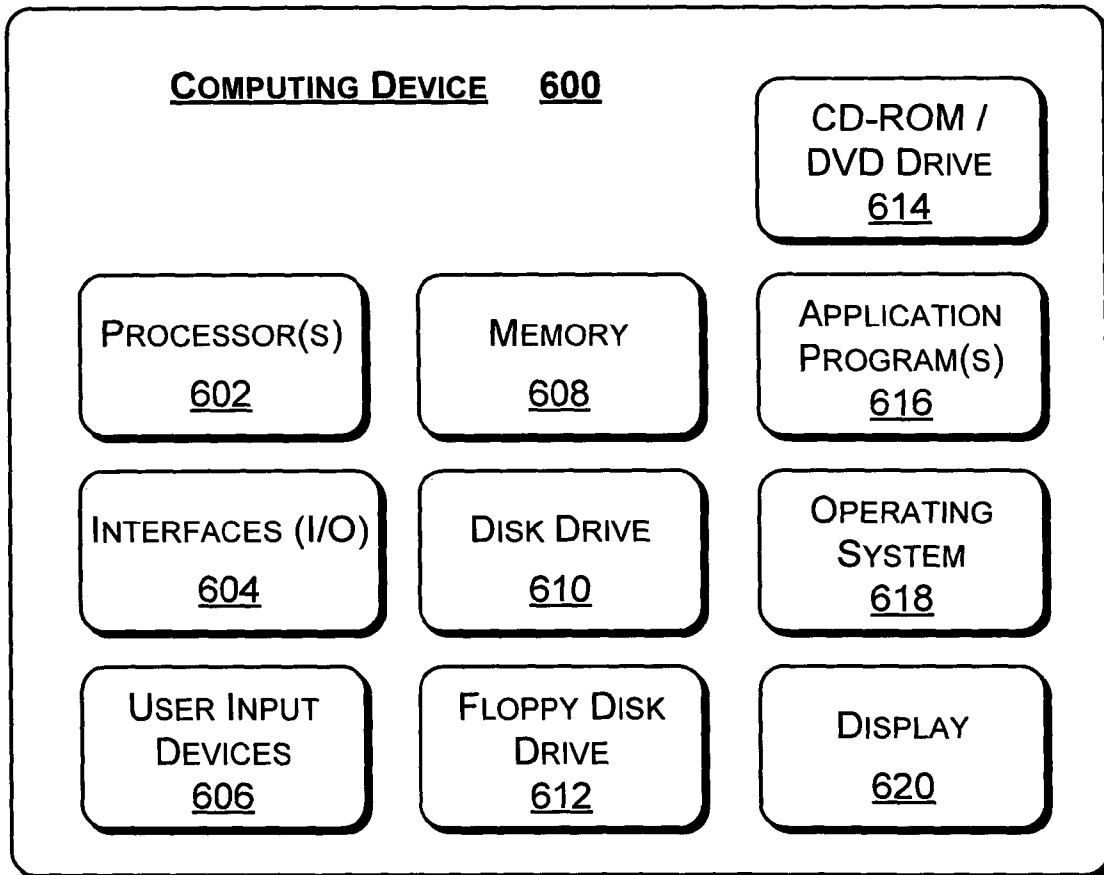 COMPUTING DEVICE 600
CD-ROM /
DVD DRIVE
614
PROCESSOR(S)
602
MEMORY
608
APPLICATION
PROGRAM(S)
616
INTERFACES (I/O)
604
DISK DRIVE
610
OPERATING
SYSTEM
618
USER INPUT
DEVICES
606
FLOPPY DISK
DRIVE
612
DISPLAY
620